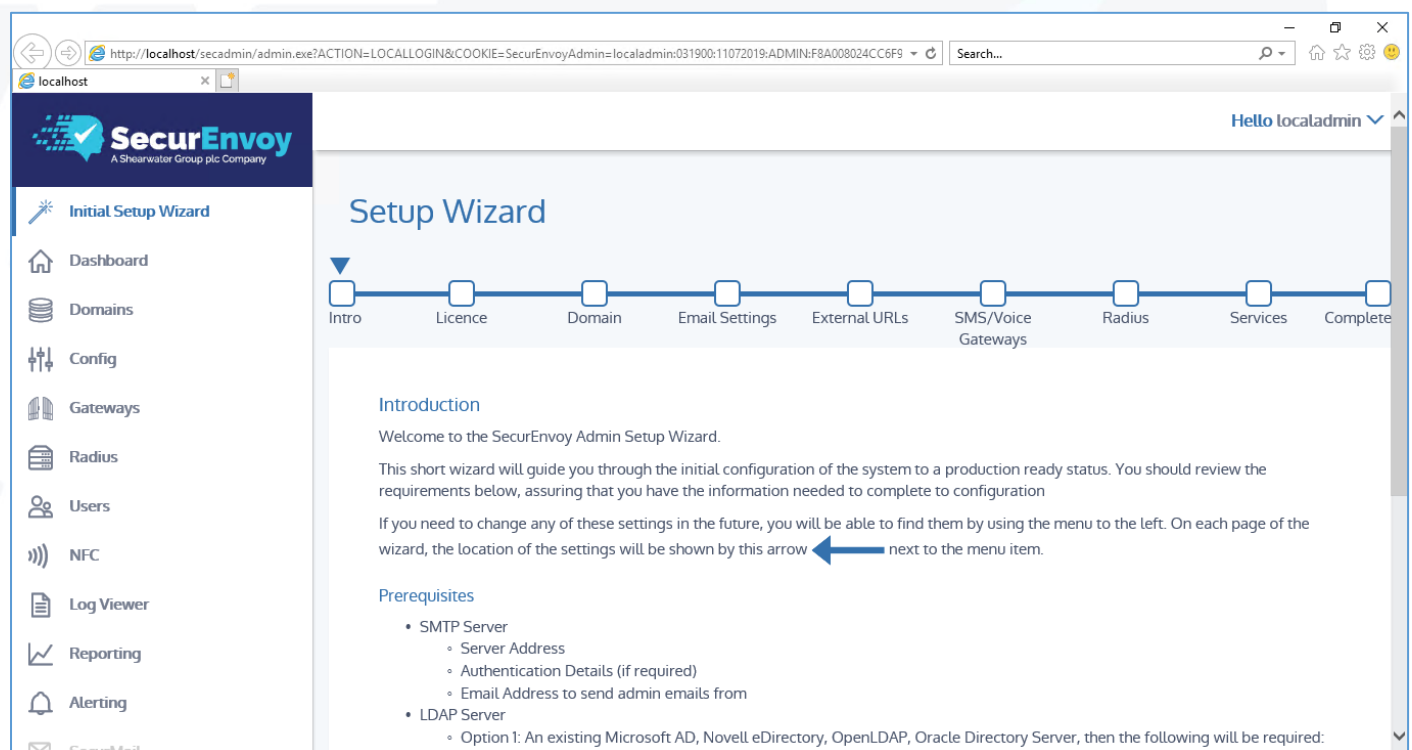 http://localhost/secadmin/admin.exe?ACTION=LOCALLOGIN&COOKIE=SecurEnvoyAdmin=localadmin:031900:11072019:ADMIN:F8A008024CC6F9
Search...
localhost
SecurEnvoy
A Shearwater Group plc Company
Hello localadmin
Initial Setup Wizard
Dashboard
Domains
Config
Gateways
Radius
Users
NFC
Log Viewer
Reporting
Alerting
SecurMail
Setup Wizard
Intro
Licence
Domain
Email Settings
External URLs
SMS/Voice
Gateways
Radius
Services
Complete
Introduction
Welcome to the SecurEnvoy Admin Setup Wizard.
This short wizard will guide you through the initial configuration of the system to a production ready status. You should review the
requirements below, assuring that you have the information needed to complete to configuration
If you need to change any of these settings in the future, you will be able to find them by using the menu to the left. On each page of the
wizard, the location of the settings will be shown by this arrow next to the menu item.
Prerequisites
• SMTP Server
◦ Server Address
◦ Authentication Details (if required)
◦ Email Address to send admin emails from
• LDAP Server
◦ Option 1: An existing Microsoft AD, Novell eDirectory, OpenLDAP, Oracle Directory Server, then the following will be required: